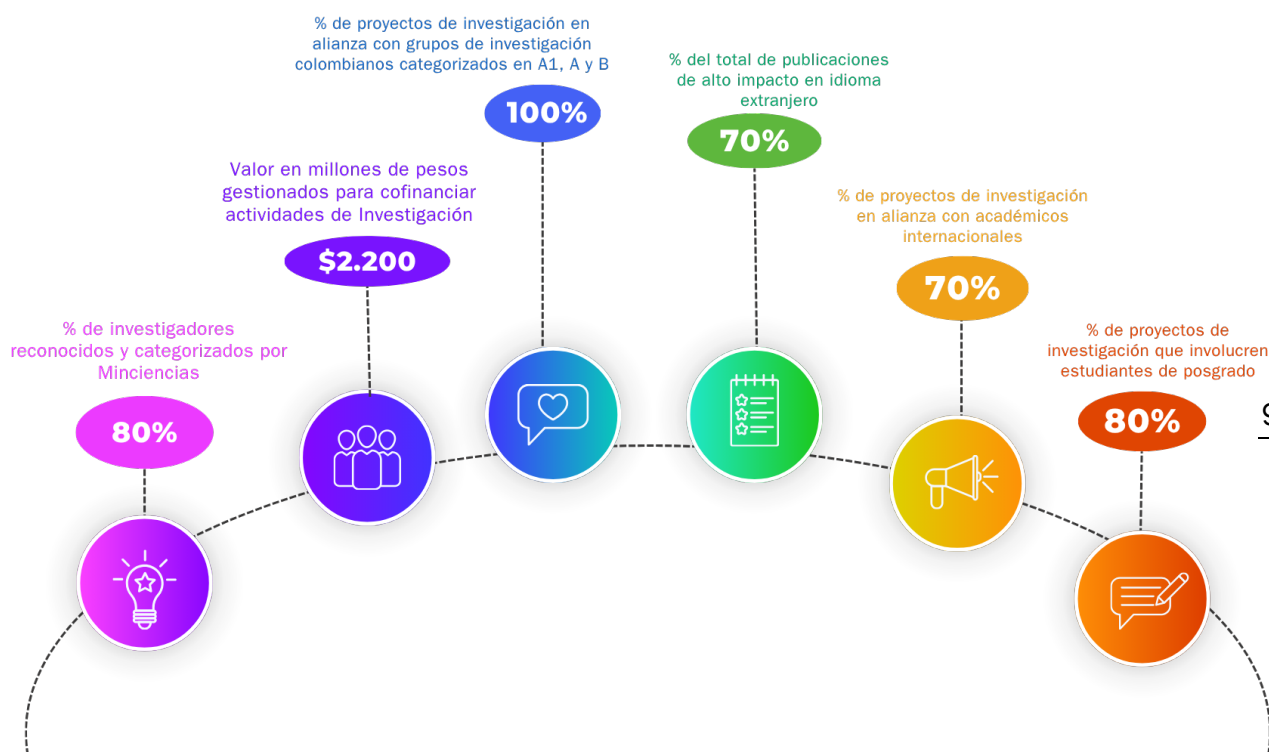 % de investigadores
reconocidos y categorizados por
Minciencias
80%
Valor en millones de pesos
gestionados para cofinanciar
actividades de Investigación
$2.200
% de proyectos de investigación en
alianza con grupos de investigación
colombianos categorizados en A1, A y B
100%
% del total de publicaciones
de alto impacto en idioma
extranjero
70%
% de proyectos de investigación
en alianza con académicos
internacionales
70%
% de proyectos de
investigación que involucren
estudiantes de posgrado
80%